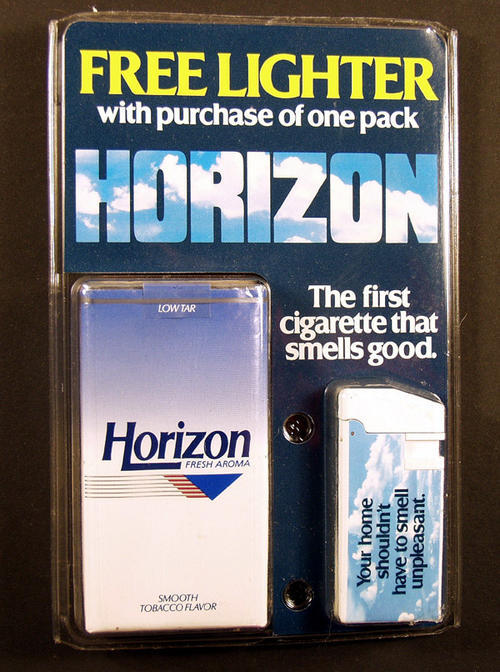 FREE LIGHTER
with purchase of one pack
HORIZON
The first
cigarette that
smells good.
LOW TAR
Horizon
FRESH AROMA
SMOOTH
TOBACCO FLAVOR
Your home
shouldn't
have to smell
unpleasant.